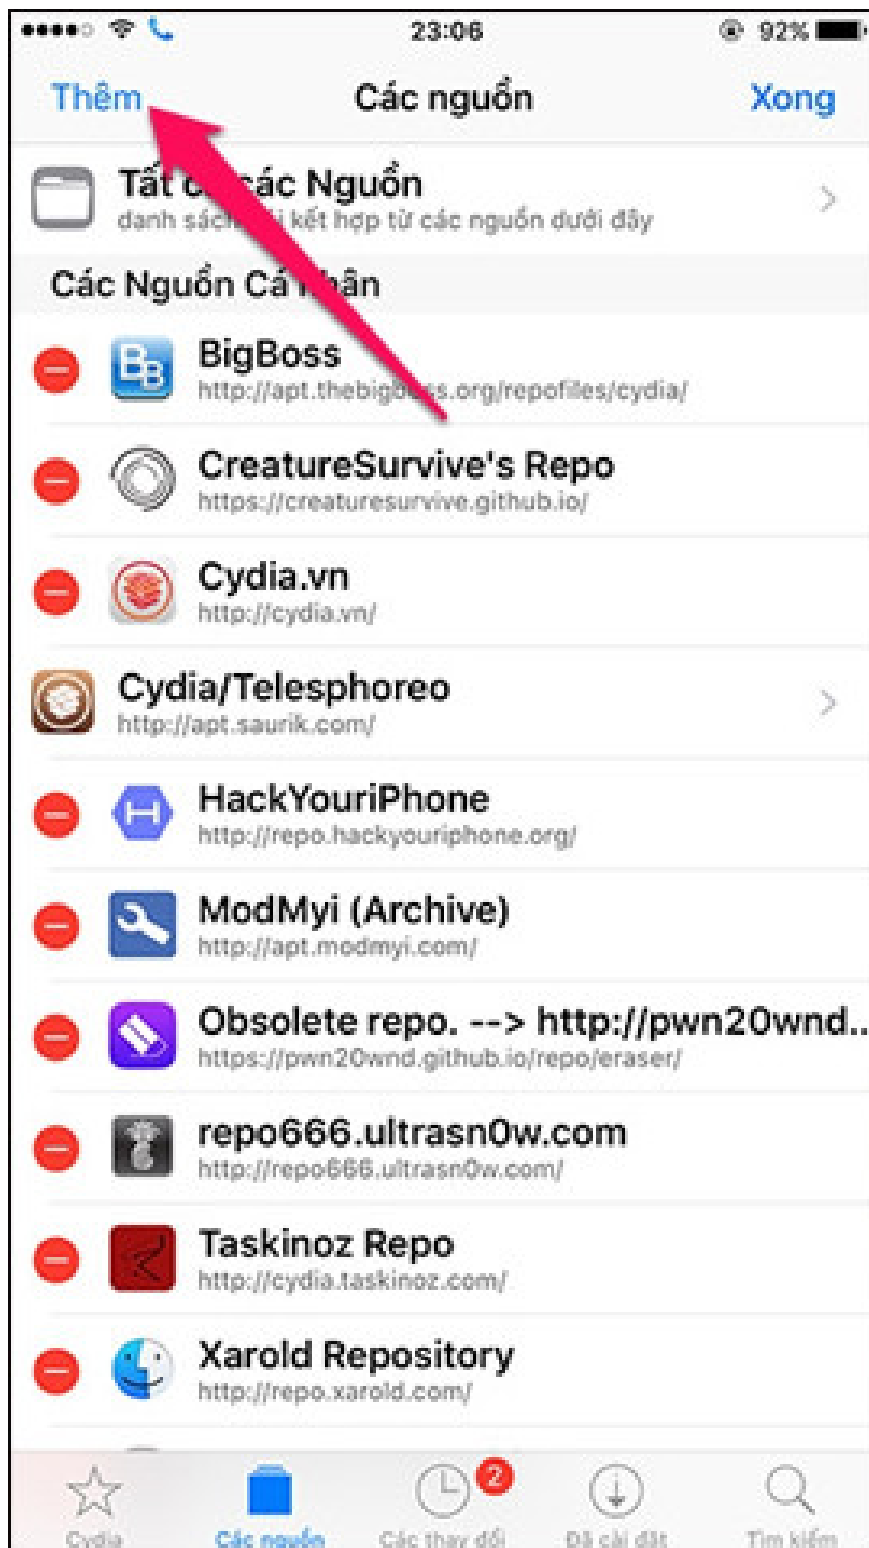 23:06
92%
Thêm
Các nguồn
Xong
Tất các Nguồn
danh sách kết hợp từ các nguồn dưới đây
Các Nguồn Cá nhân
BigBoss
http://apt.thebigboss.org/repofiles/cydia/
CreatureSurvive's Repo
https://creaturesurvive.github.io/
Cydia.vn
http://cydia.vn/
Cydia/Telesphoreo
http://apt.saurik.com/
HackYouriPhone
http://repo.hackyouriphone.org/
ModMyi (Archive)
http://apt.modmyi.com/
Obsolete repo. --> http://pwn20wnd..
https://pwn20wnd.github.io/repo/eraser/
repo666.ultrasn0w.com
http://repo666.ultrasn0w.com/
Taskinoz Repo
http://cydia.taskinoz.com/
Xarold Repository
http://repo.xarold.com/
2
Cydia
Các nguồn
Các thay đổi
Đã cài đặt
Tìm kiếm